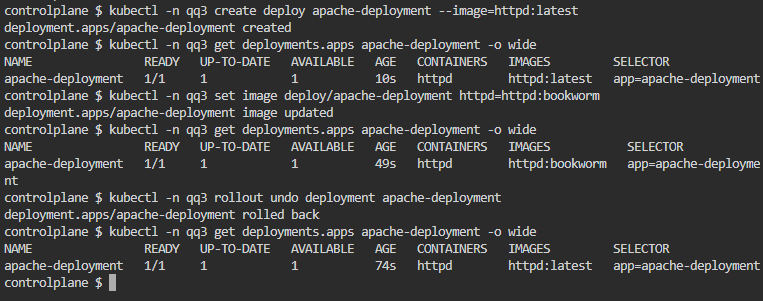 controlplane $ kubectl -n qq3 create deploy apache-deployment --image=httpd:latest
deployment.apps/apache-deployment created
controlplane $ kubectl -n qq3 get deployments.apps apache-deployment -o wide
NAME                READY   UP-TO-DATE   AVAILABLE   AGE   CONTAINERS   IMAGES         SELECTOR
apache-deployment   1/1     1            1           10s   httpd        httpd:latest   app=apache-deployment
controlplane $ kubectl -n qq3 set image deploy/apache-deployment httpd=httpd:bookworm
deployment.apps/apache-deployment image updated
controlplane $ kubectl -n qq3 get deployments.apps apache-deployment -o wide
NAME                READY   UP-TO-DATE   AVAILABLE   AGE   CONTAINERS   IMAGES           SELECTOR
apache-deployment   1/1     1            1           49s   httpd        httpd:bookworm   app=apache-deployme
nt
controlplane $ kubectl -n qq3 rollout undo deployment apache-deployment
deployment.apps/apache-deployment rolled back
controlplane $ kubectl -n qq3 get deployments.apps apache-deployment -o wide
NAME                READY   UP-TO-DATE   AVAILABLE   AGE   CONTAINERS   IMAGES         SELECTOR
apache-deployment   1/1     1            1           74s   httpd        httpd:latest   app=apache-deployment
controlplane $